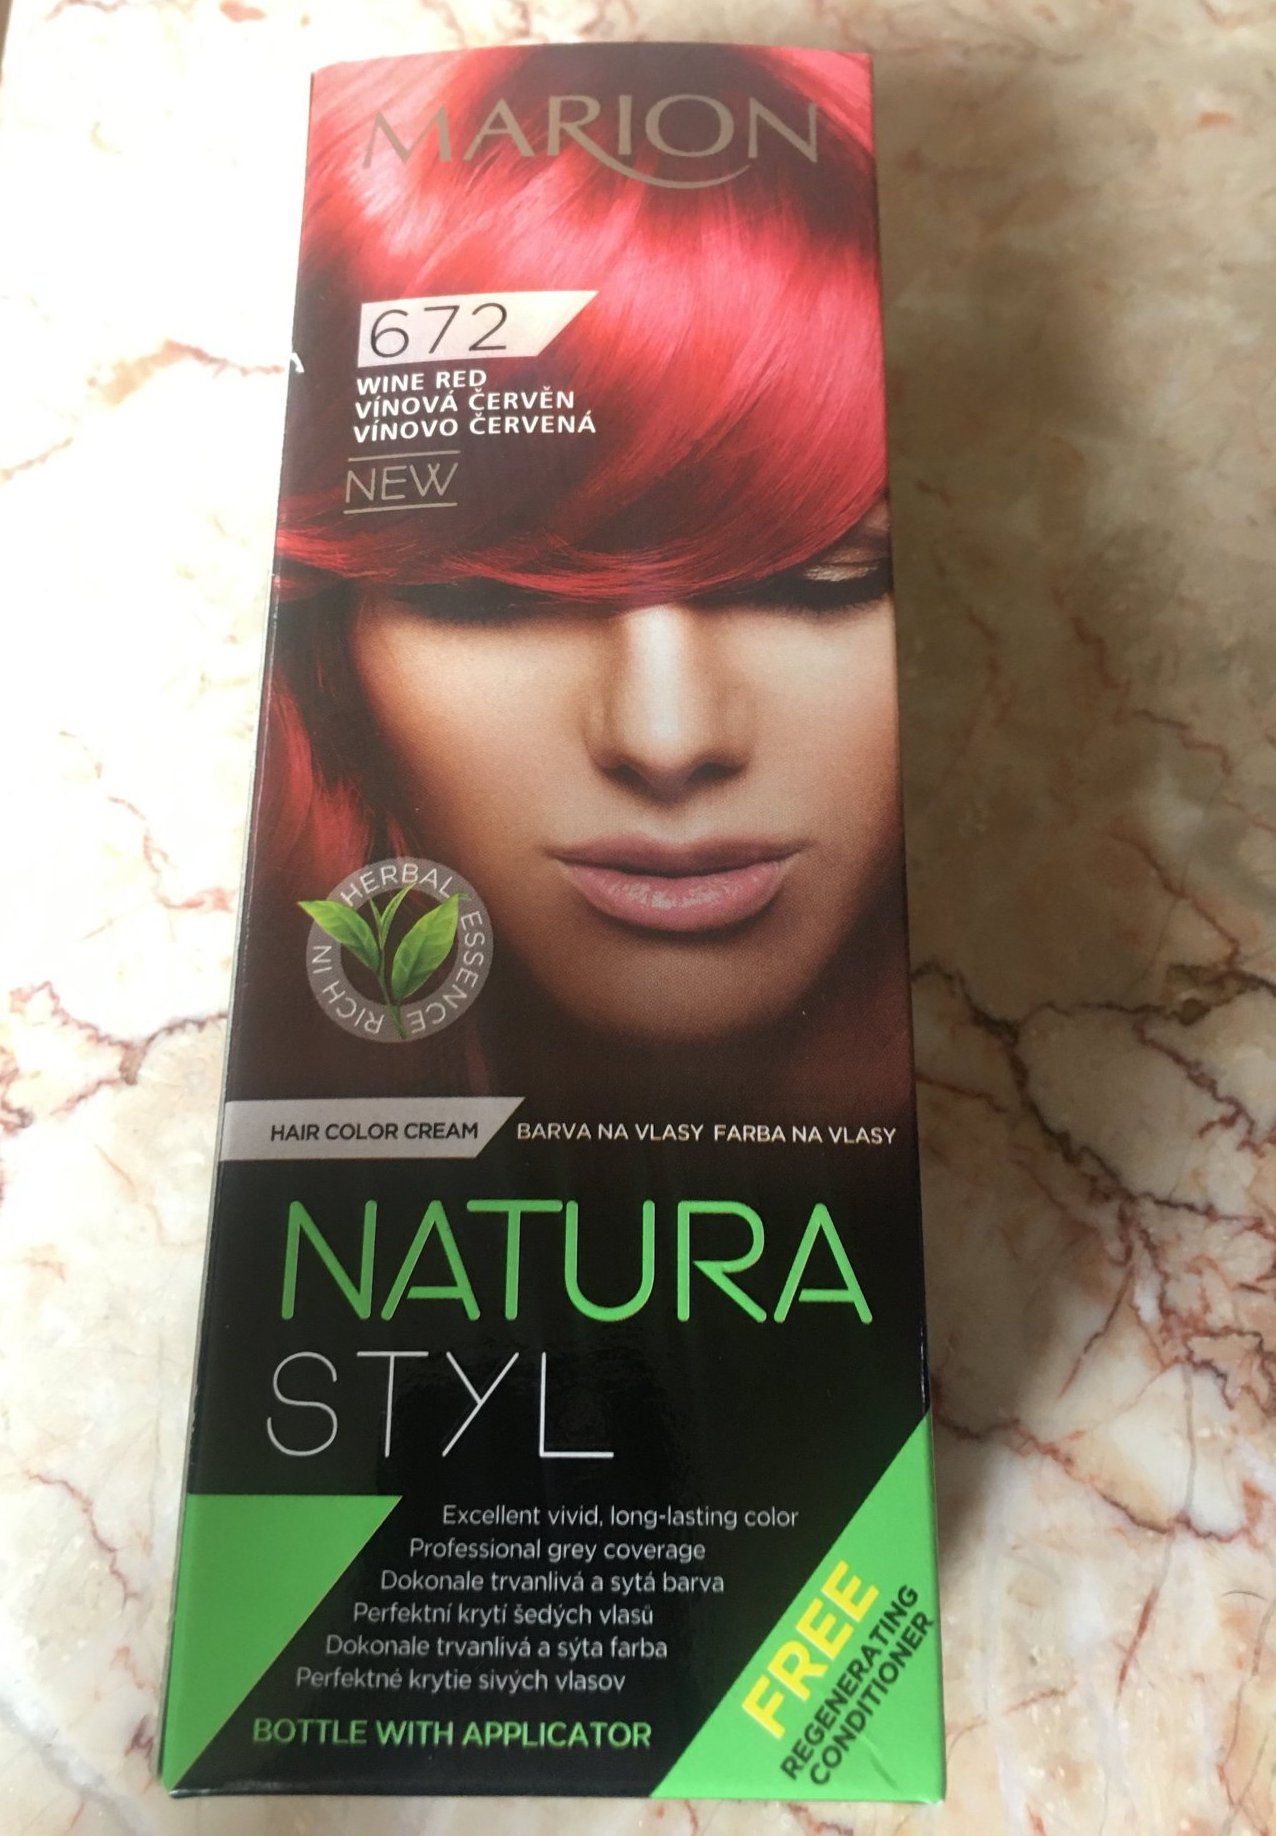 MARION
672
WINE RED
VÍNOVÁ ČERVĚN
VÍNOVO ČERVENÁ
NEW
RICH IN HERBAL ESSENCE
HAIR COLOR CREAM BARVA NA VLASY FARBA NA VLASY
NATURA
STYL
Excellent vivid, long-lasting color
Professional grey coverage
Dokonale trvanlivá a sytá barva
Perfektní krytí šedých vlasů
Dokonale trvanlivá a sýta farba
Perfektné krytie sivých vlasov
BOTTLE WITH APPLICATOR
FREE
REGENERATING
CONDITIONER